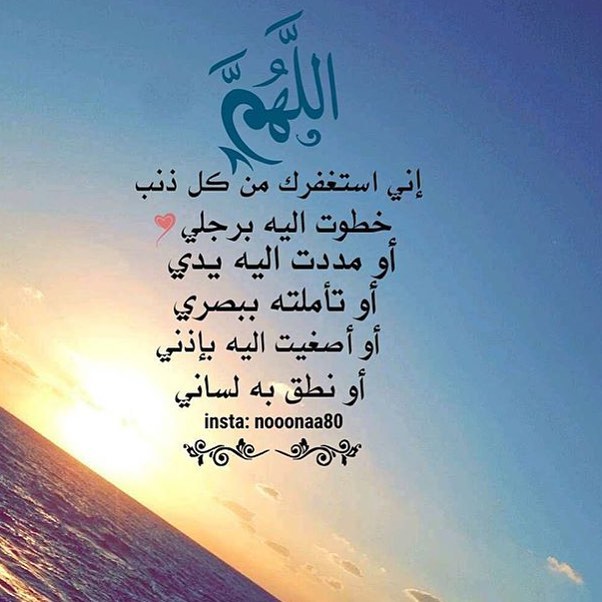 اللَّهُمَّ
إني استغفرك من كل ذنب
خطوت اليه برجلي
أو مددت اليه يدي
أو تأملته ببصري
أو أصغيت اليه بإذني
أو نطق به لساني
insta: nooonaa80